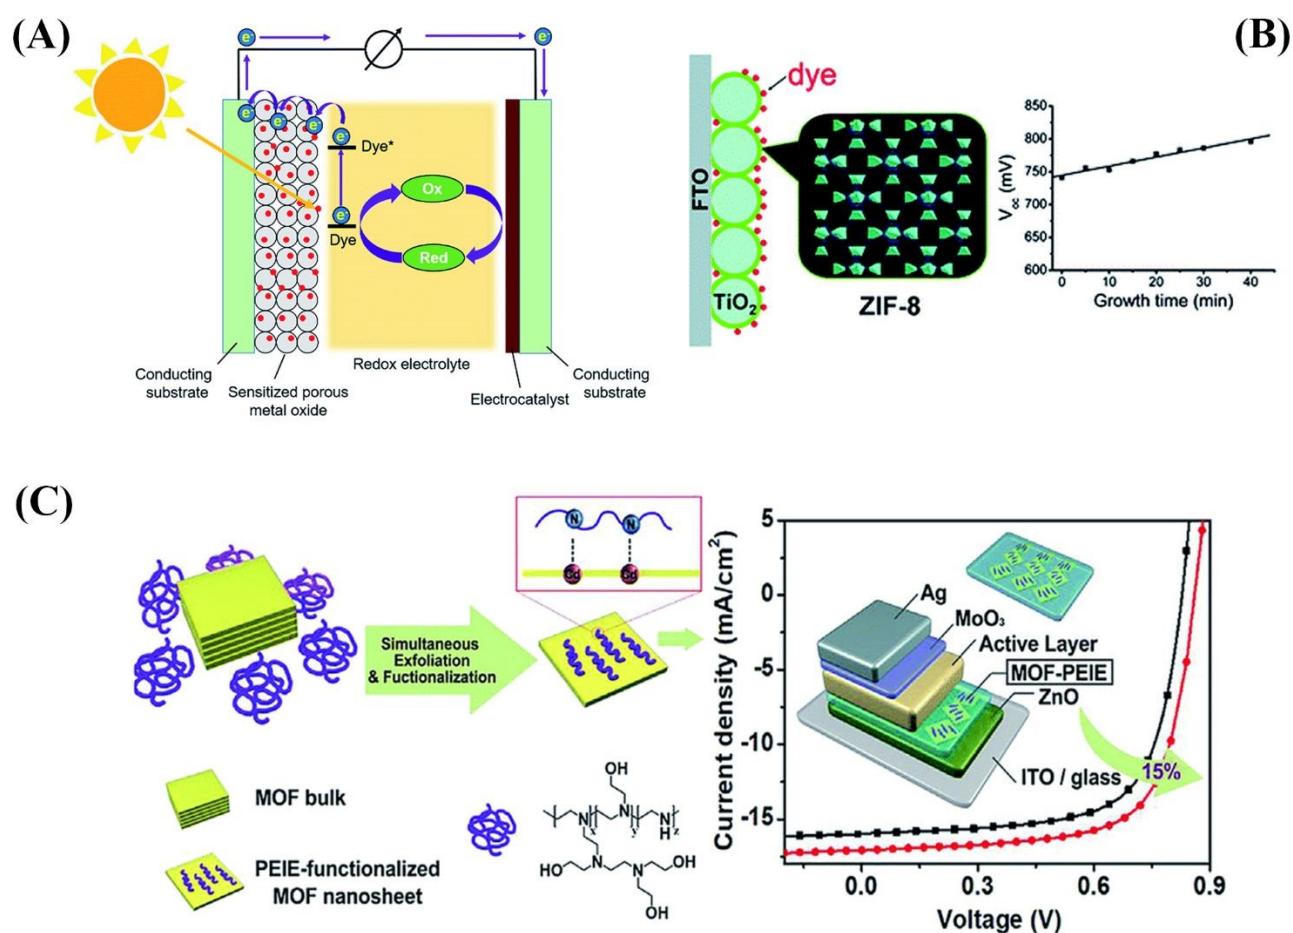 (A)
e-
e-
e-
e-
e-
e-
e-
Dye*
e-
Dye
Ox
Red
Conducting
substrate
Sensitized porous
metal oxide
Redox electrolyte
Electrocatalyst
Conducting
substrate
(B)
FTO
dye
TiO2
ZIF-8
Voc (mV)
850
800
750
700
650
600
0 10 20 30 40
Growth time (min)
(C)
Simultaneous
Exfoliation
& Fuctionalization
N
N
Cd
Cd
MOF bulk
PEIE-functionalized
MOF nanosheet
OH
N
x
N
y
N
H
z
HO
N
N
OH
OH
Current density (mA/cm2)
5
0
-5
-10
-15
Ag
MoO3
Active Layer
MOF-PEIE
ZnO
ITO / glass
15%
0.0 0.3 0.6 0.9
Voltage (V)